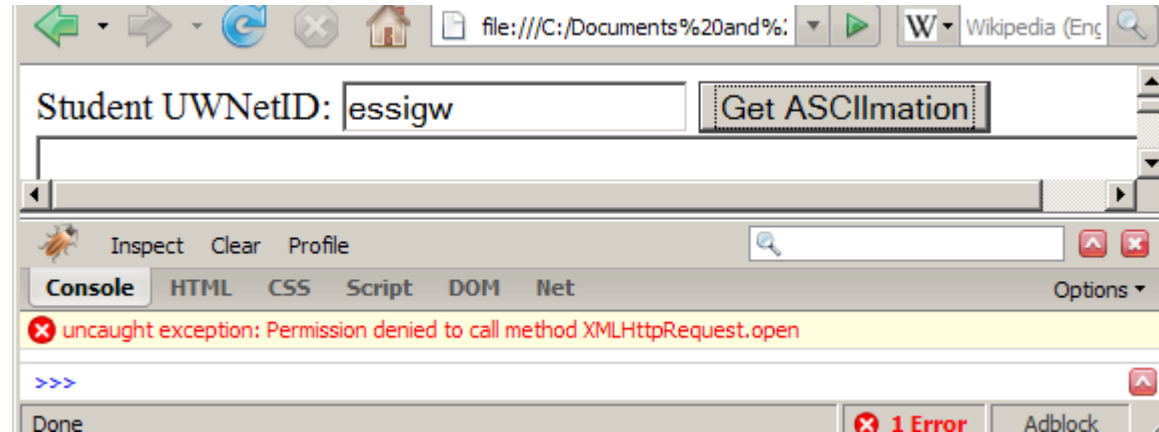 file:///C:/Documents%20and%: W Wikipedia (Eng
Student UWNetID: essigw Get ASCIImation
Inspect Clear Profile
Console HTML CSS Script DOM Net Options
uncaught exception: Permission denied to call method XMLHttpRequest.open
>>>
Done 1 Error Adblock